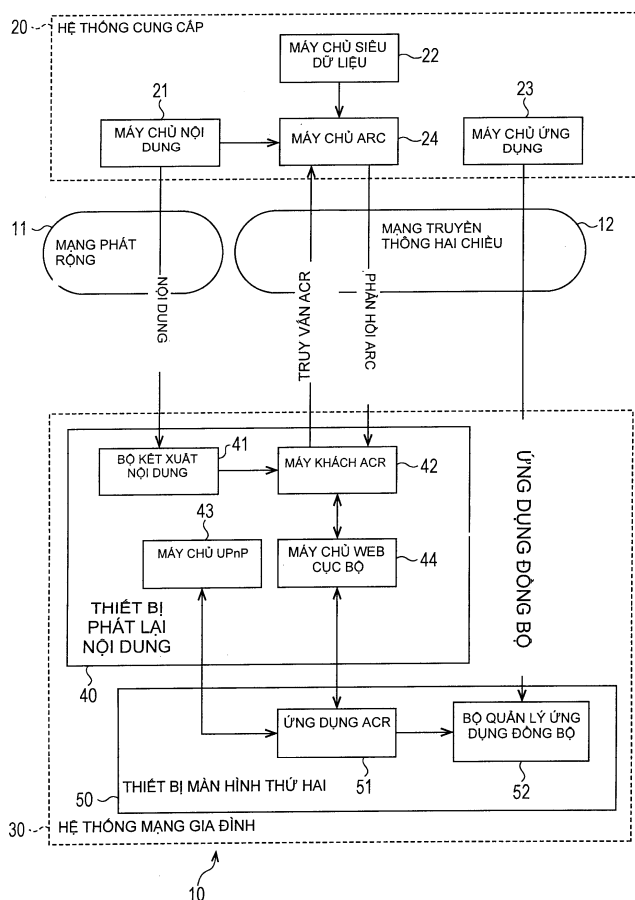 20
HỆ THỐNG CUNG CẤP
MÁY CHỦ SIÊU
DỮ LIỆU
22
21
23
MÁY CHỦ NỘI
DUNG
MÁY CHỦ ARC
24
MÁY CHỦ ỨNG
DỤNG
11
12
MẠNG PHÁT
RỘNG
MẠNG TRUYỀN
THÔNG HAI CHIỀU
NỘI DUNG
TRUY VẤN ACR
PHẢN HỒI ARC
ỨNG DỤNG ĐỒNG BỘ
41
BỘ KẾT XUẤT
NỘI DUNG
MÁY KHÁCH ACR
42
43
MÁY CHỦ UPnP
MÁY CHỦ WEB
CỤC BỘ
44
THIẾT BỊ
PHÁT LẠI
NỘI DUNG
40
ỨNG DỤNG ACR
BỘ QUẢN LÝ ỨNG
DỤNG ĐỒNG BỘ
51
52
THIẾT BỊ MÀN HÌNH THỨ HAI
50
30
HỆ THỐNG MẠNG GIA ĐÌNH
10